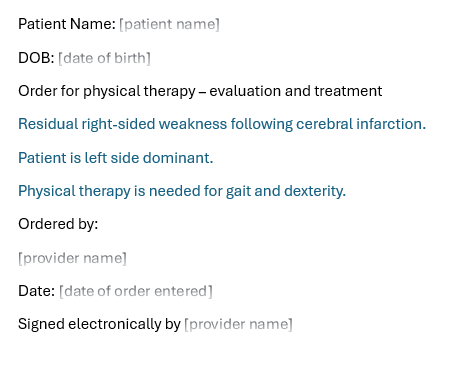 Patient Name: [patient name]
DOB: [date of birth]
Order for physical therapy – evaluation and treatment
Residual right-sided weakness following cerebral infarction.
Patient is left side dominant.
Physical therapy is needed for gait and dexterity.
Ordered by:
[provider name]
Date: [date of order entered]
Signed electronically by [provider name]